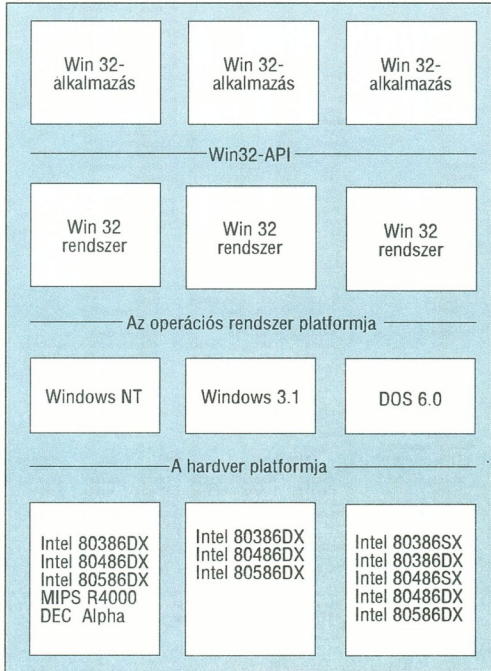 Win 32-
alkalmazás
Win 32-
alkalmazás
Win 32-
alkalmazás
Win32-API
Win 32
rendszer
Win 32
rendszer
Win 32
rendszer
Az operációs rendszer platformja
Windows NT
Windows 3.1
DOS 6.0
A hardver platformja
Intel 80386DX
Intel 80486DX
Intel 80586DX
MIPS R4000
DEC Alpha
Intel 80386DX
Intel 80486DX
Intel 80586DX
Intel 80386SX
Intel 80386DX
Intel 80486SX
Intel 80486DX
Intel 80586DX